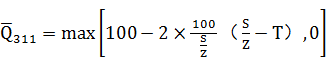 Q̅₃₁₁ = max[100 − 2 × 100/(S/Z) （S/Z − T）,0]